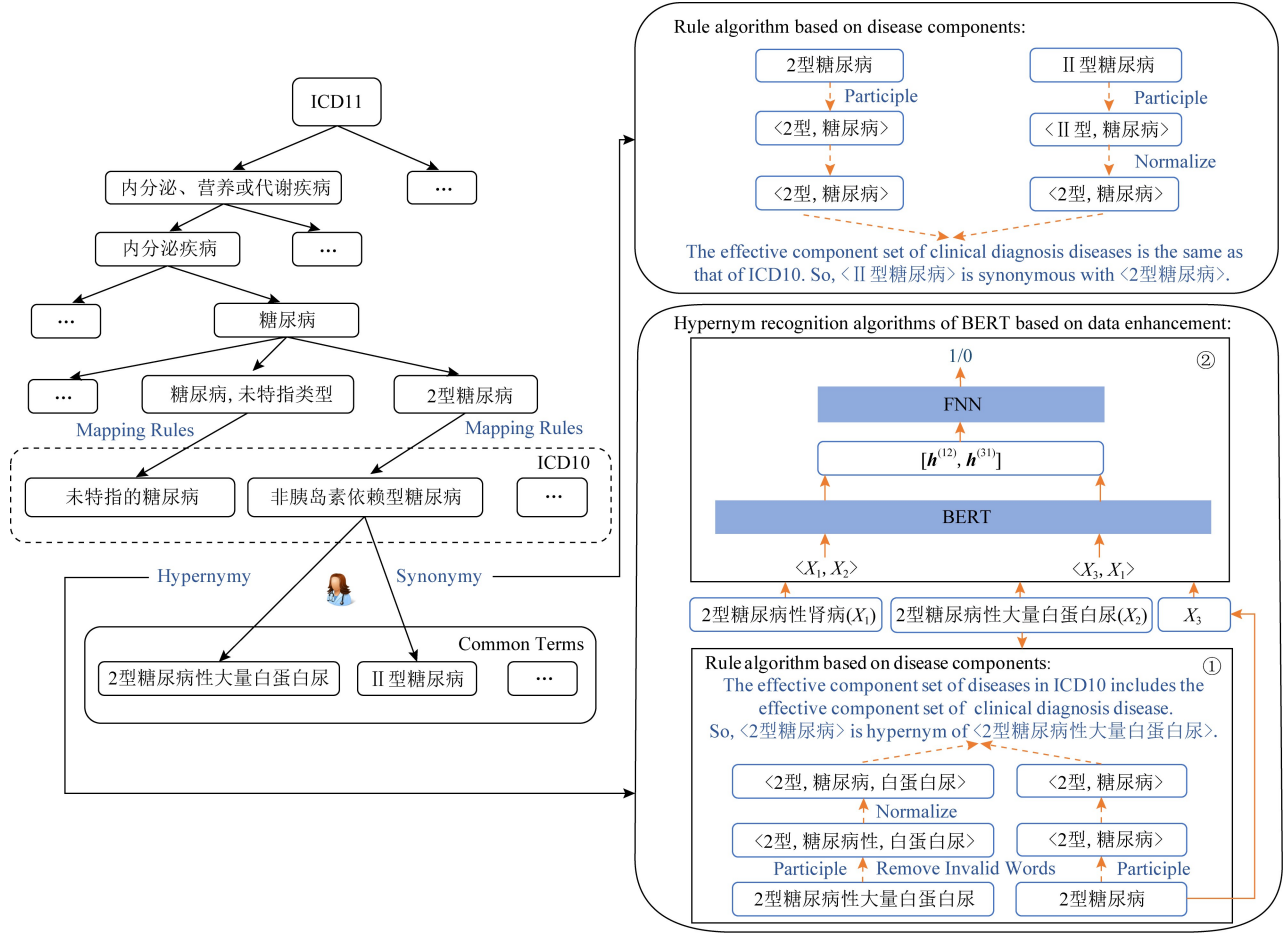 ICD11
内分泌、营养或代谢疾病
…
内分泌疾病
…
…
糖尿病
…
糖尿病,未特指类型
2型糖尿病
Mapping Rules
Mapping Rules
ICD10
未特指的糖尿病
非胰岛素依赖型糖尿病
…
Hypernymy
Synonymy
Common Terms
2型糖尿病性大量白蛋白尿
Ⅱ型糖尿病
…
Rule algorithm based on disease components:
2型糖尿病
Ⅱ型糖尿病
Participle
Participle
<2型,糖尿病>
<Ⅱ型,糖尿病>
Normalize
<2型,糖尿病>
<2型,糖尿病>
The effective component set of clinical diagnosis diseases is the same as
that of ICD10. So, <Ⅱ型糖尿病> is synonymous with <2型糖尿病>.
Hypernym recognition algorithms of BERT based on data enhancement:
②
1/0
FNN
[h(12), h(31)]
BERT
<X1, X2>
<X3, X1>
2型糖尿病性肾病(X1)
2型糖尿病性大量白蛋白尿(X2)
X3
Rule algorithm based on disease components:
①
The effective component set of diseases in ICD10 includes the
effective component set of clinical diagnosis disease.
So, <2型糖尿病> is hypernym of <2型糖尿病性大量白蛋白尿>.
<2型,糖尿病,白蛋白尿>
<2型,糖尿病>
Normalize
<2型,糖尿病性,白蛋白尿>
<2型,糖尿病>
Participle
Remove Invalid Words
Participle
2型糖尿病性大量白蛋白尿
2型糖尿病